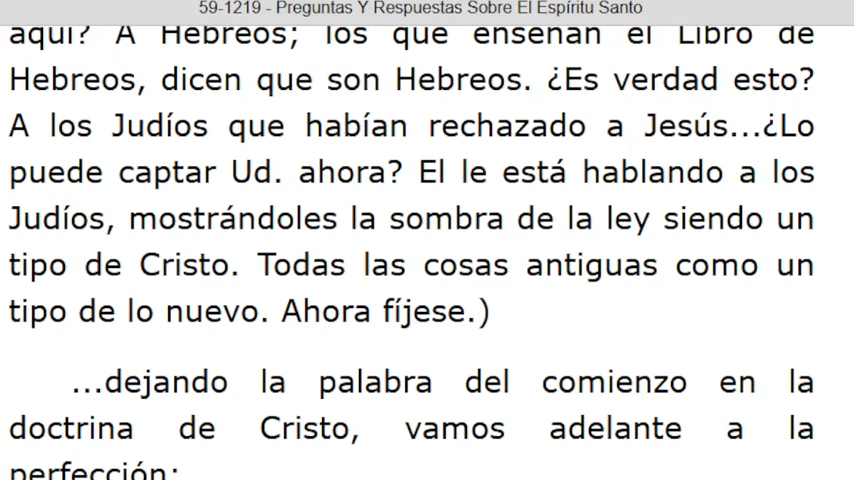 59-1219 - Preguntas Y Respuestas Sobre El Espíritu Santo
aquí? A Hebreos; los que enseñan el Libro de
Hebreos, dicen que son Hebreos. ¿Es verdad esto?
A los Judíos que habían rechazado a Jesús...¿Lo
puede captar Ud. ahora? El le está hablando a los
Judíos, mostrándoles la sombra de la ley siendo un
tipo de Cristo. Todas las cosas antiguas como un
tipo de lo nuevo. Ahora fíjese.)
...dejando la palabra del comienzo en la
doctrina de Cristo, vamos adelante a la
perfección;